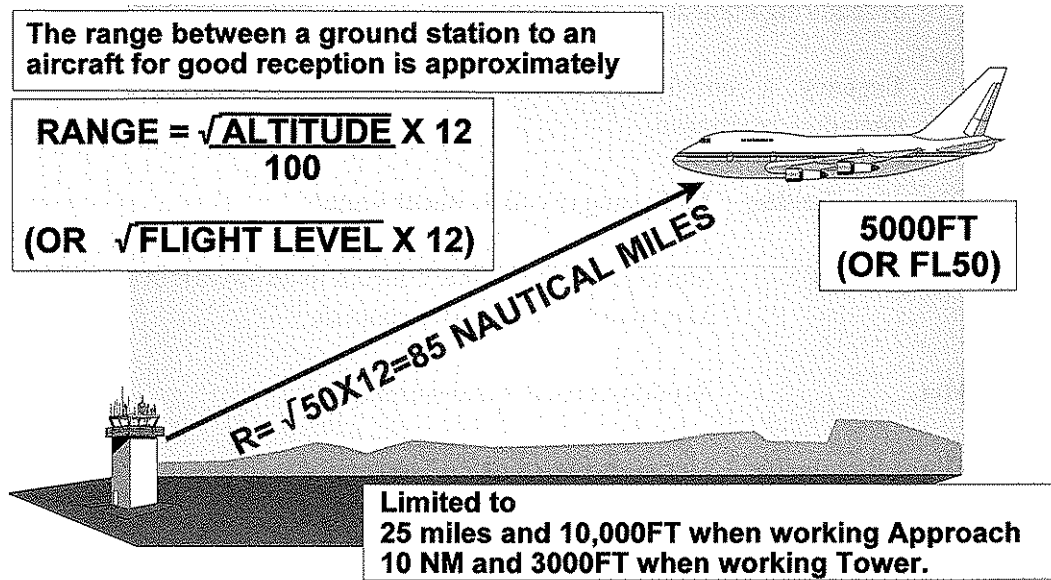 The range between a ground station to an
aircraft for good reception is approximately
RANGE = √ALTITUDE X 12
100
(OR √FLIGHT LEVEL X 12)
5000FT
(OR FL50)
R= √50X12=85 NAUTICAL MILES
Limited to
25 miles and 10,000FT when working Approach
10 NM and 3000FT when working Tower.